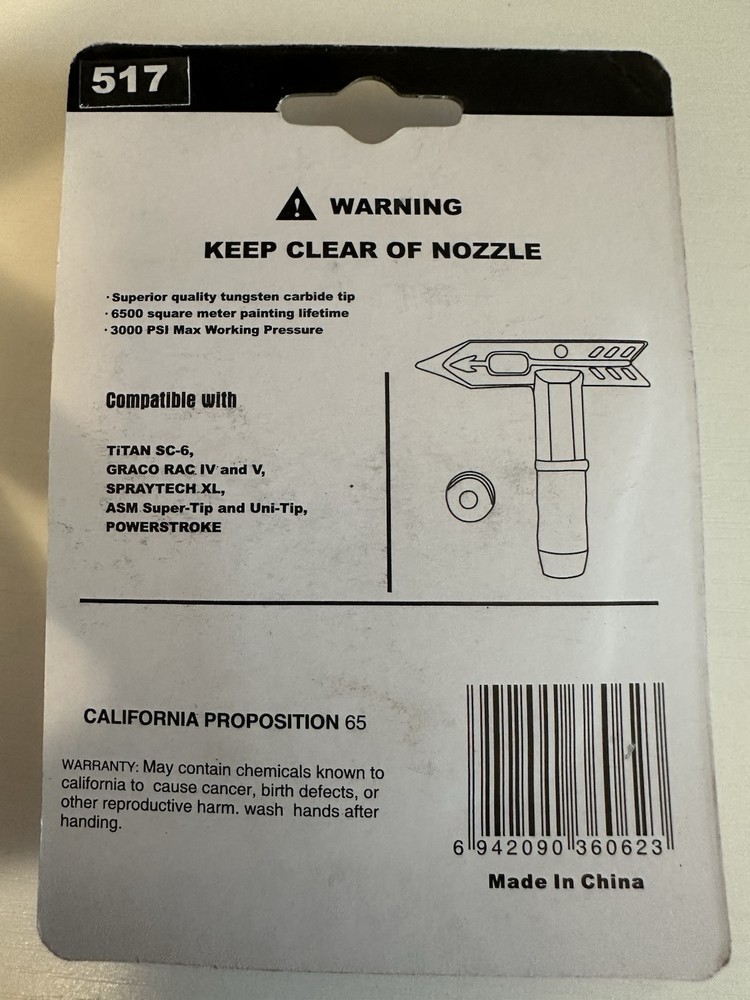 517
WARNING
KEEP CLEAR OF NOZZLE
·Superior quality tungsten carbide tip
·6500 square meter painting lifetime
·3000 PSI Max Working Pressure
Compatible with
TiTAN SC-6,
GRACO RAC IV and V,
SPRAYTECH XL,
ASM Super-Tip and Uni-Tip,
POWERSTROKE
CALIFORNIA PROPOSITION 65
WARRANTY: May contain chemicals known to
california to cause cancer, birth defects, or
other reproductive harm. wash hands after
handing.
6 942090 360623
Made In China